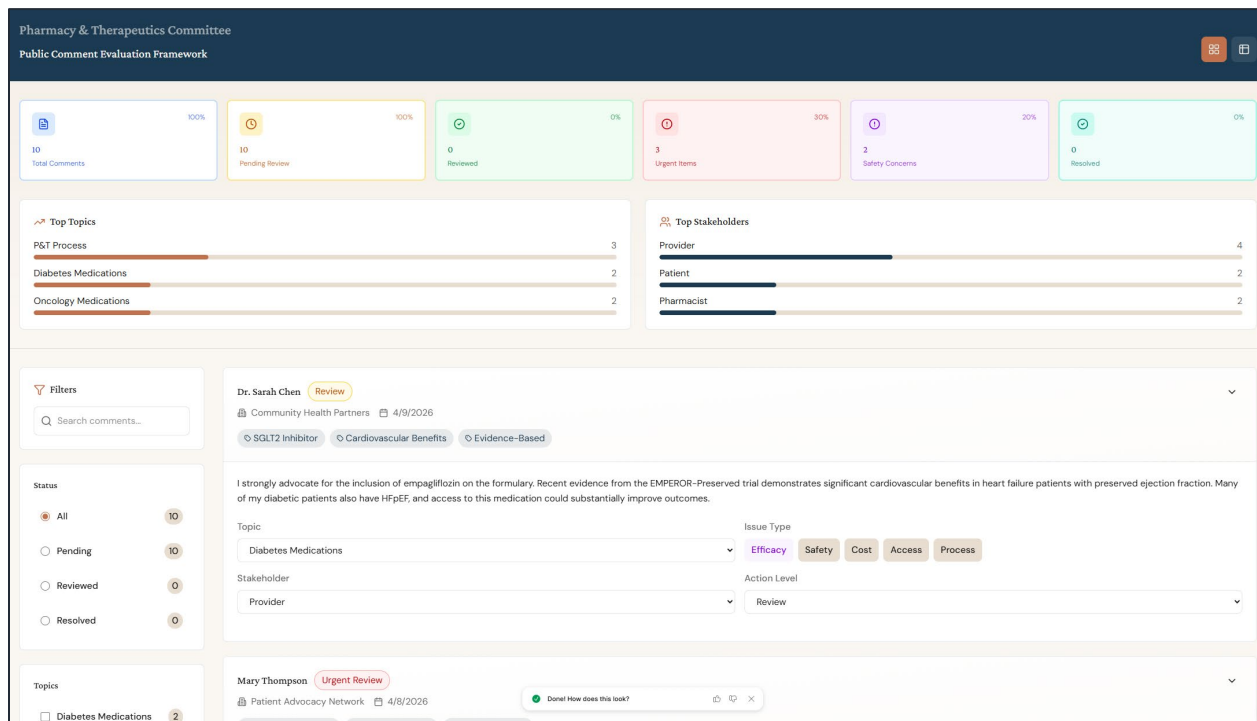 Pharmacy & Therapeutics Committee
Public Comment Evaluation Framework
100%
10
Total Comments
100%
10
Pending Review
0%
0
Reviewed
30%
3
Urgent Items
20%
2
Safety Concerns
0%
0
Resolved
Top Topics
P&T Process 3
Diabetes Medications 2
Oncology Medications 2
Top Stakeholders
Provider 4
Patient 2
Pharmacist 2
Filters
Search comments...
Status
All 10
Pending 10
Reviewed 0
Resolved 0
Topics
Diabetes Medications 2
Dr. Sarah Chen Review
Community Health Partners 4/9/2026
SGLT2 Inhibitor Cardiovascular Benefits Evidence-Based
I strongly advocate for the inclusion of empagliflozin on the formulary. Recent evidence from the EMPEROR-Preserved trial demonstrates significant cardiovascular benefits in heart failure patients with preserved ejection fraction. Many
of my diabetic patients also have HFpEF, and access to this medication could substantially improve outcomes.
Topic
Diabetes Medications
Issue Type
Efficacy Safety Cost Access Process
Stakeholder
Provider
Action Level
Review
Mary Thompson Urgent Review
Patient Advocacy Network 4/8/2026
Done! How does this look?